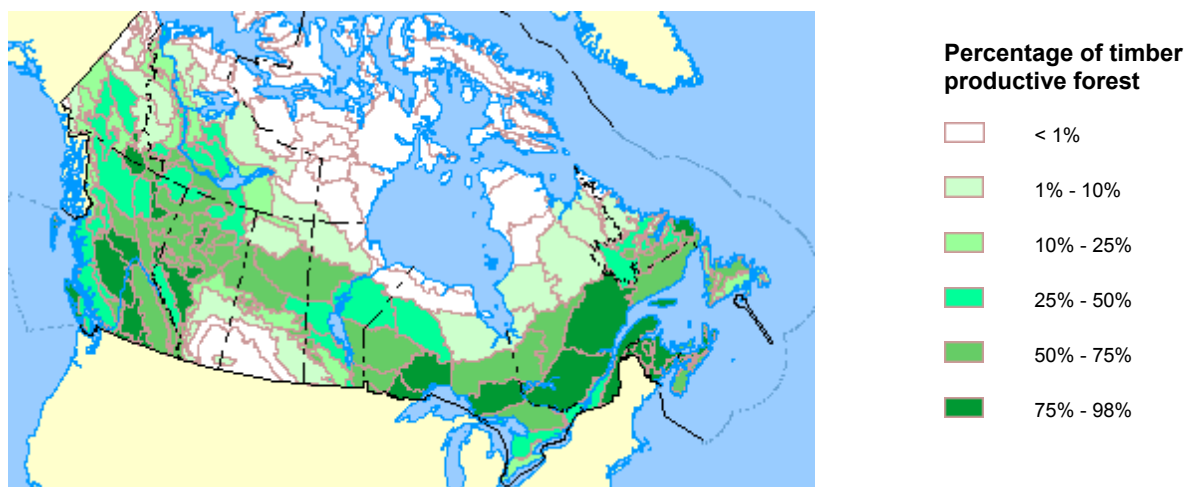 Percentage of timber
productive forest
< 1%
1% - 10%
10% - 25%
25% - 50%
50% - 75%
75% - 98%